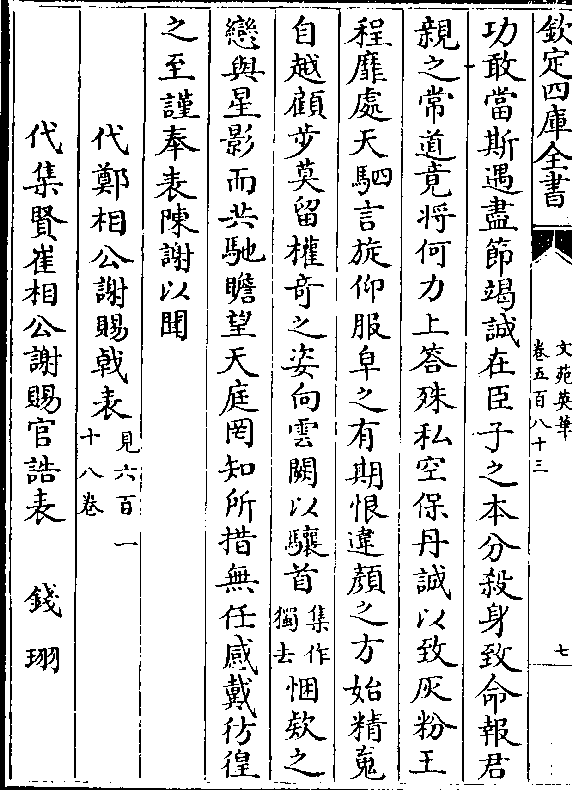 欽定四庫全書
文苑英華
卷五百八十三
七
功敢當斯遇盡節竭誠在臣子之本分殺身致命報君
親之常道竟將何力上答殊私空保丹誠以致灰粉王
程靡處天駟言旋仰服皁之有期恨違顔之方始精䰟
自越顧步莫留權竒之姿向雲闕以驤首集作獨去悃欵之
戀與星影而共馳瞻望天庭罔知所措無任感戴彷徨
之至謹奉表陳謝以聞
代鄭相公謝賜戟表見六百一十八卷
代集賢崔相公謝賜官誥表 錢珝